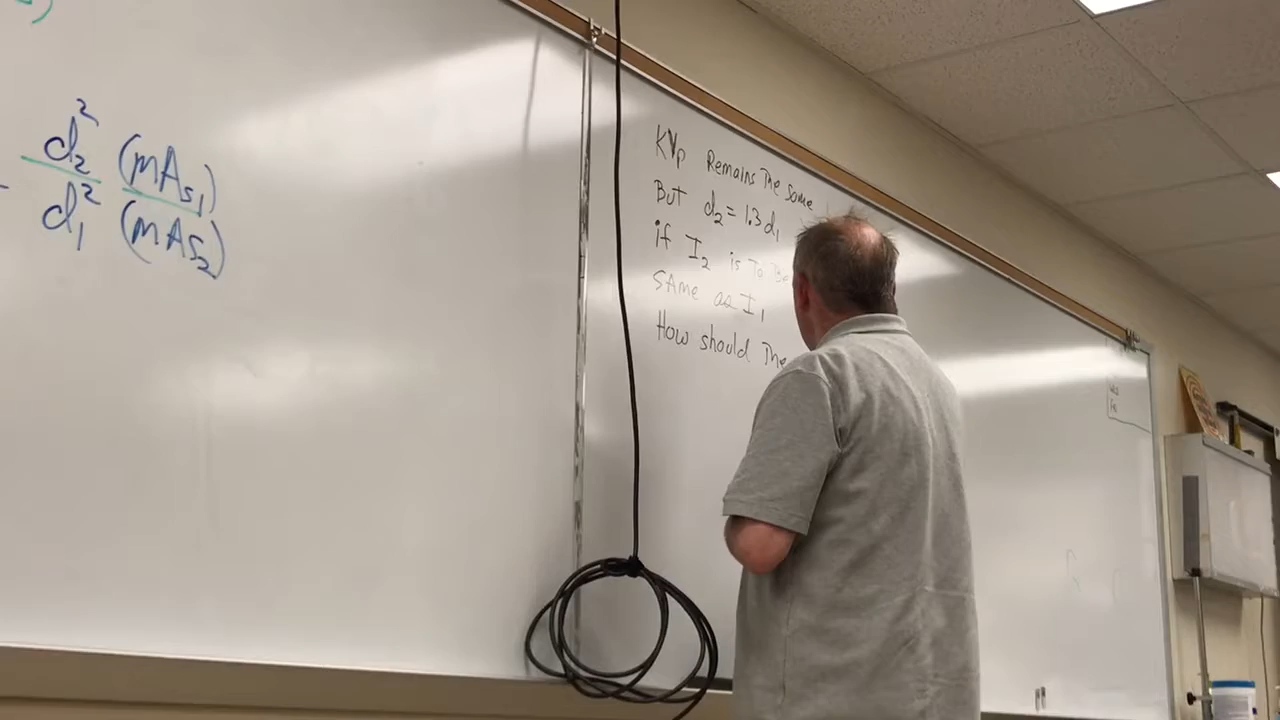 d₂² (mAs₁)
d₁² (mAs₂)
KVp Remains The Same
But d₂ = 1.3 d₁
if I₂ is To Be
SAme as I₁
How should The